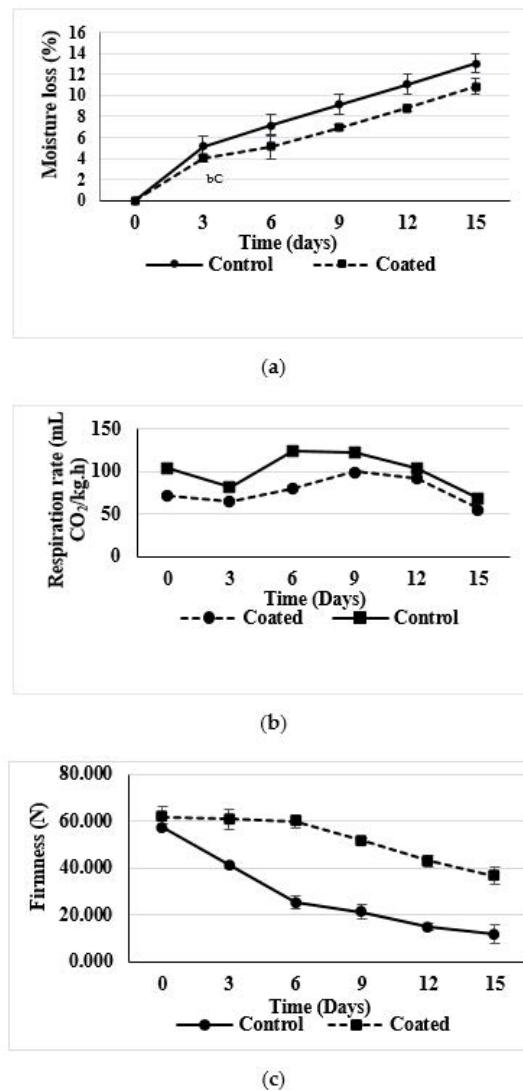 Moisture loss (%)
16
14
12
10
8
6
4
2
0
bC
0 3 6 9 12 15
Time (days)
Control Coated
(a)
Respiration rate (mL
CO₂/kg.h)
150
100
50
0
0 3 6 9 12 15
Time (Days)
Coated Control
(b)
Firmness (N)
80.000
60.000
40.000
20.000
0.000
0 3 6 9 12 15
Time (Days)
Control Coated
(c)